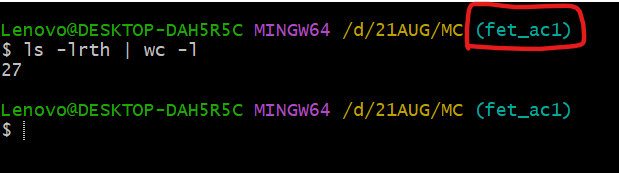 Lenovo@DESKTOP-DAH5R5C MINGW64 /d/21AUG/MC (fet_ac1)
$ ls -lrth | wc -l
27
Lenovo@DESKTOP-DAH5R5C MINGW64 /d/21AUG/MC (fet_ac1)
$